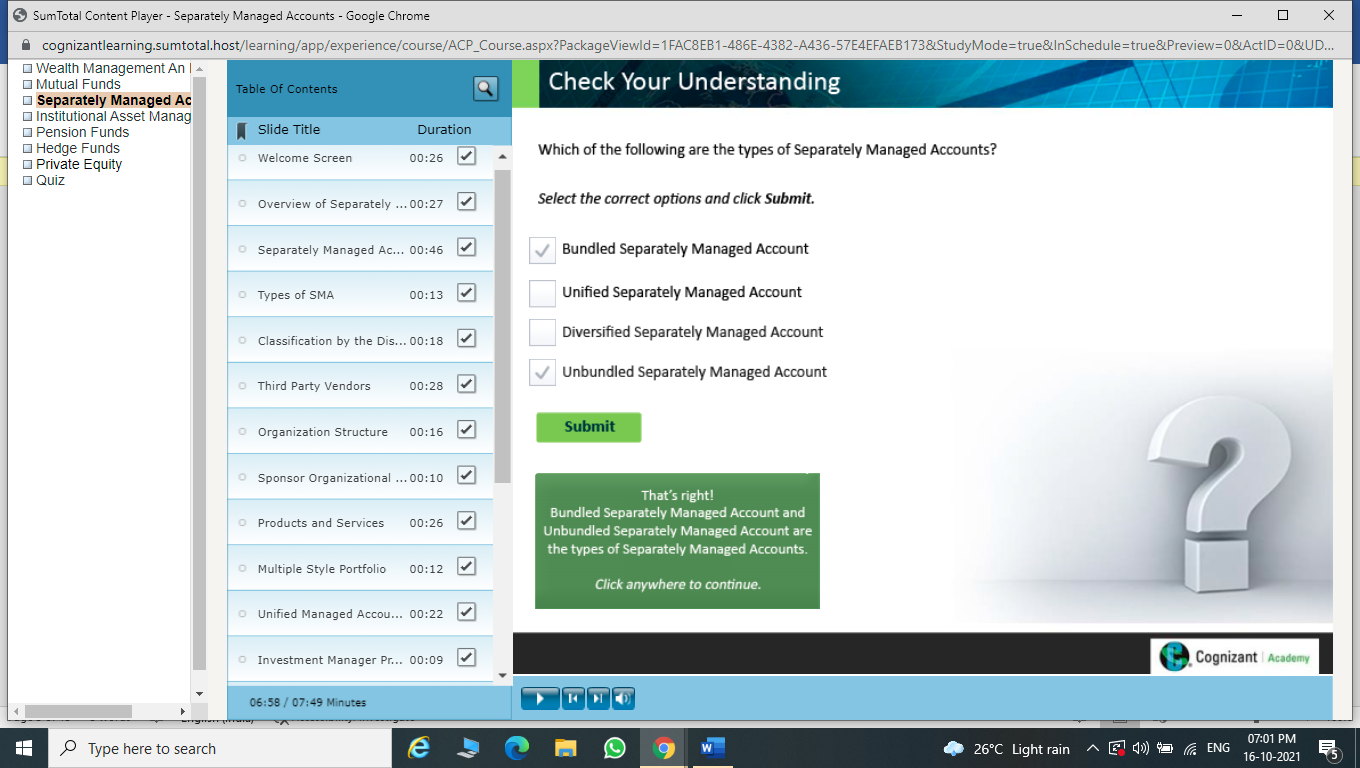 SumTotal Content Player - Separately Managed Accounts - Google Chrome
cognizantlearning.sumtotal.host/learning/app/experience/course/ACP_Course.aspx?PackageViewId=1FAC8EB1-486E-4382-A436-57E4EFAEB173&StudyMode=true&InSchedule=true&Preview=0&ActID=0&UD...
Wealth Management An
Mutual Funds
Separately Managed Ac
Institutional Asset Manag
Pension Funds
Hedge Funds
Private Equity
Quiz
Table Of Contents
Slide Title Duration
Welcome Screen 00:26
Overview of Separately ... 00:27
Separately Managed Ac... 00:46
Types of SMA 00:13
Classification by the Dis... 00:18
Third Party Vendors 00:28
Organization Structure 00:16
Sponsor Organizational ... 00:10
Products and Services 00:26
Multiple Style Portfolio 00:12
Unified Managed Accou... 00:22
Investment Manager Pr... 00:09
06:58 / 07:49 Minutes
Check Your Understanding
Which of the following are the types of Separately Managed Accounts?
Select the correct options and click Submit.
Bundled Separately Managed Account
Unified Separately Managed Account
Diversified Separately Managed Account
Unbundled Separately Managed Account
Submit
That's right!
Bundled Separately Managed Account and
Unbundled Separately Managed Account are
the types of Separately Managed Accounts.
Click anywhere to continue.
Cognizant | Academy
Type here to search
26°C Light rain
ENG
07:01 PM
16-10-2021
5